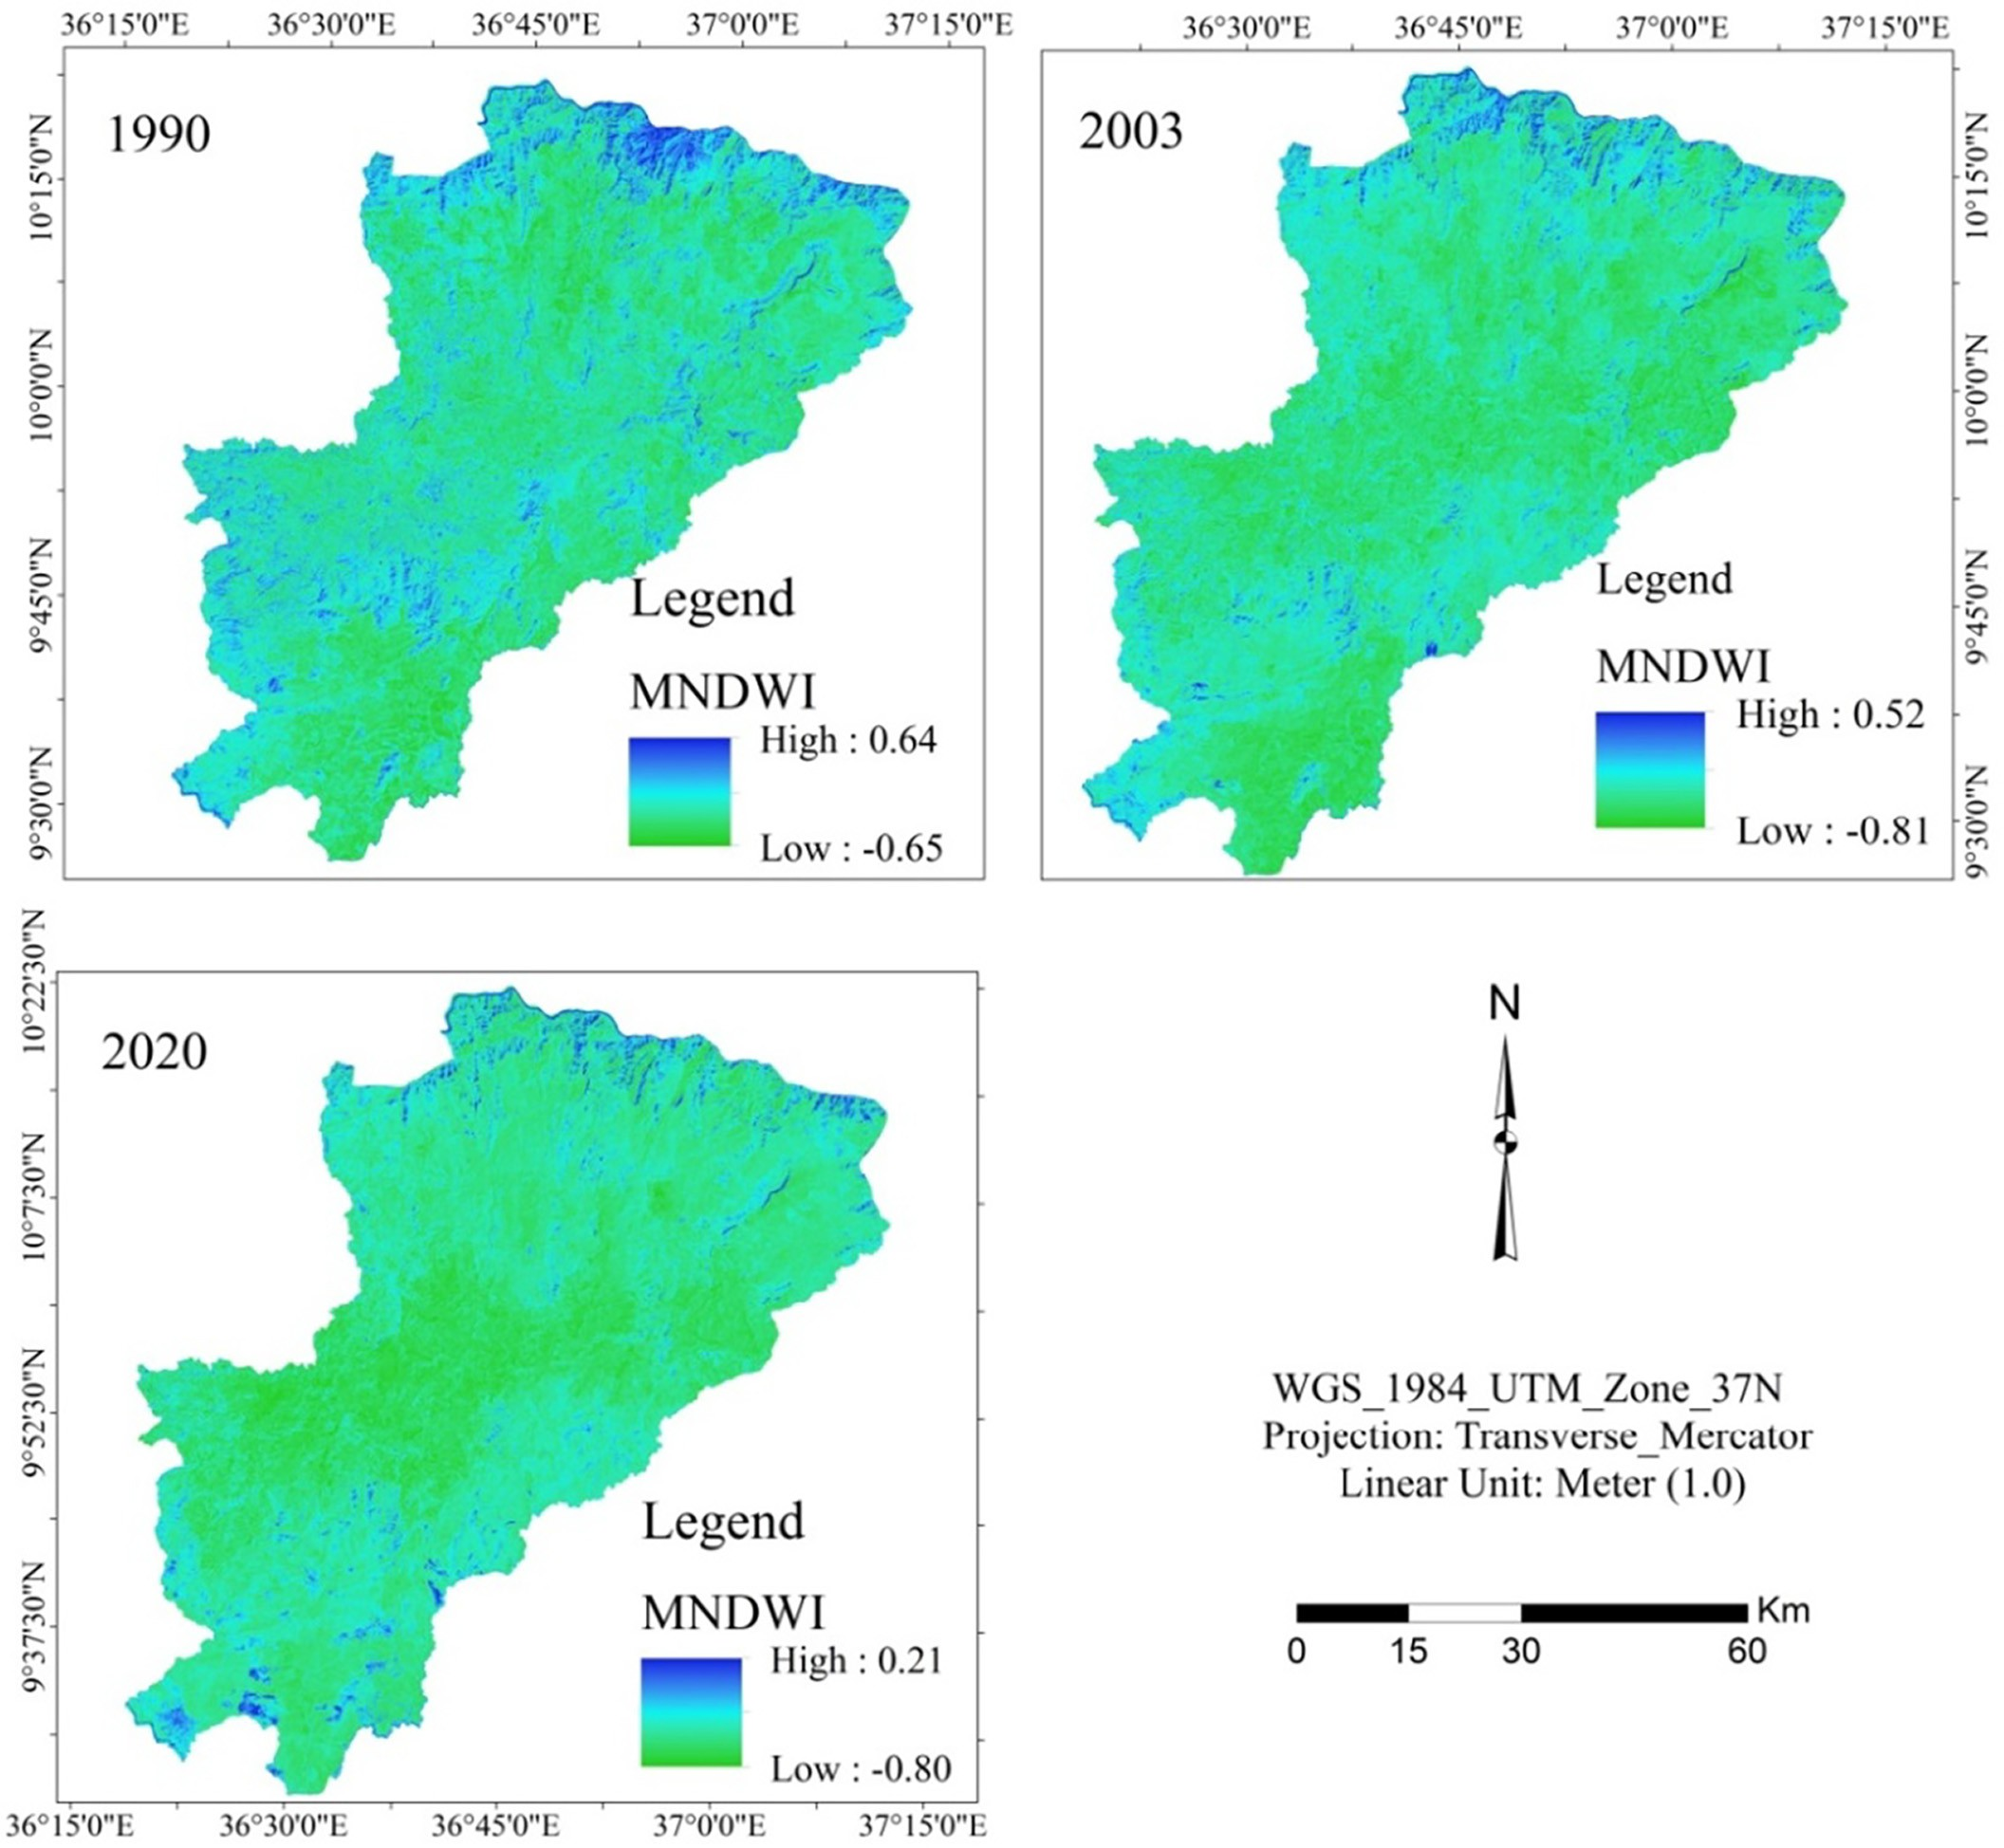 36°15'0"E 36°30'0"E 36°45'0"E 37°0'0"E 37°15'0"E
36°30'0"E 36°45'0"E 37°0'0"E 37°15'0"E
1990
10°15'0"N
10°0'0"N
9°45'0"N
9°30'0"N
Legend
MNDWI
High : 0.64
Low : -0.65
2003
10°15'0"N
10°0'0"N
9°45'0"N
9°30'0"N
Legend
MNDWI
High : 0.52
Low : -0.81
2020
10°22'30"N
10°7'30"N
9°52'30"N
9°37'30"N
Legend
MNDWI
High : 0.21
Low : -0.80
36°15'0"E 36°30'0"E 36°45'0"E 37°0'0"E 37°15'0"E
N
WGS_1984_UTM_Zone_37N
Projection: Transverse_Mercator
Linear Unit: Meter (1.0)
Km
0 15 30 60